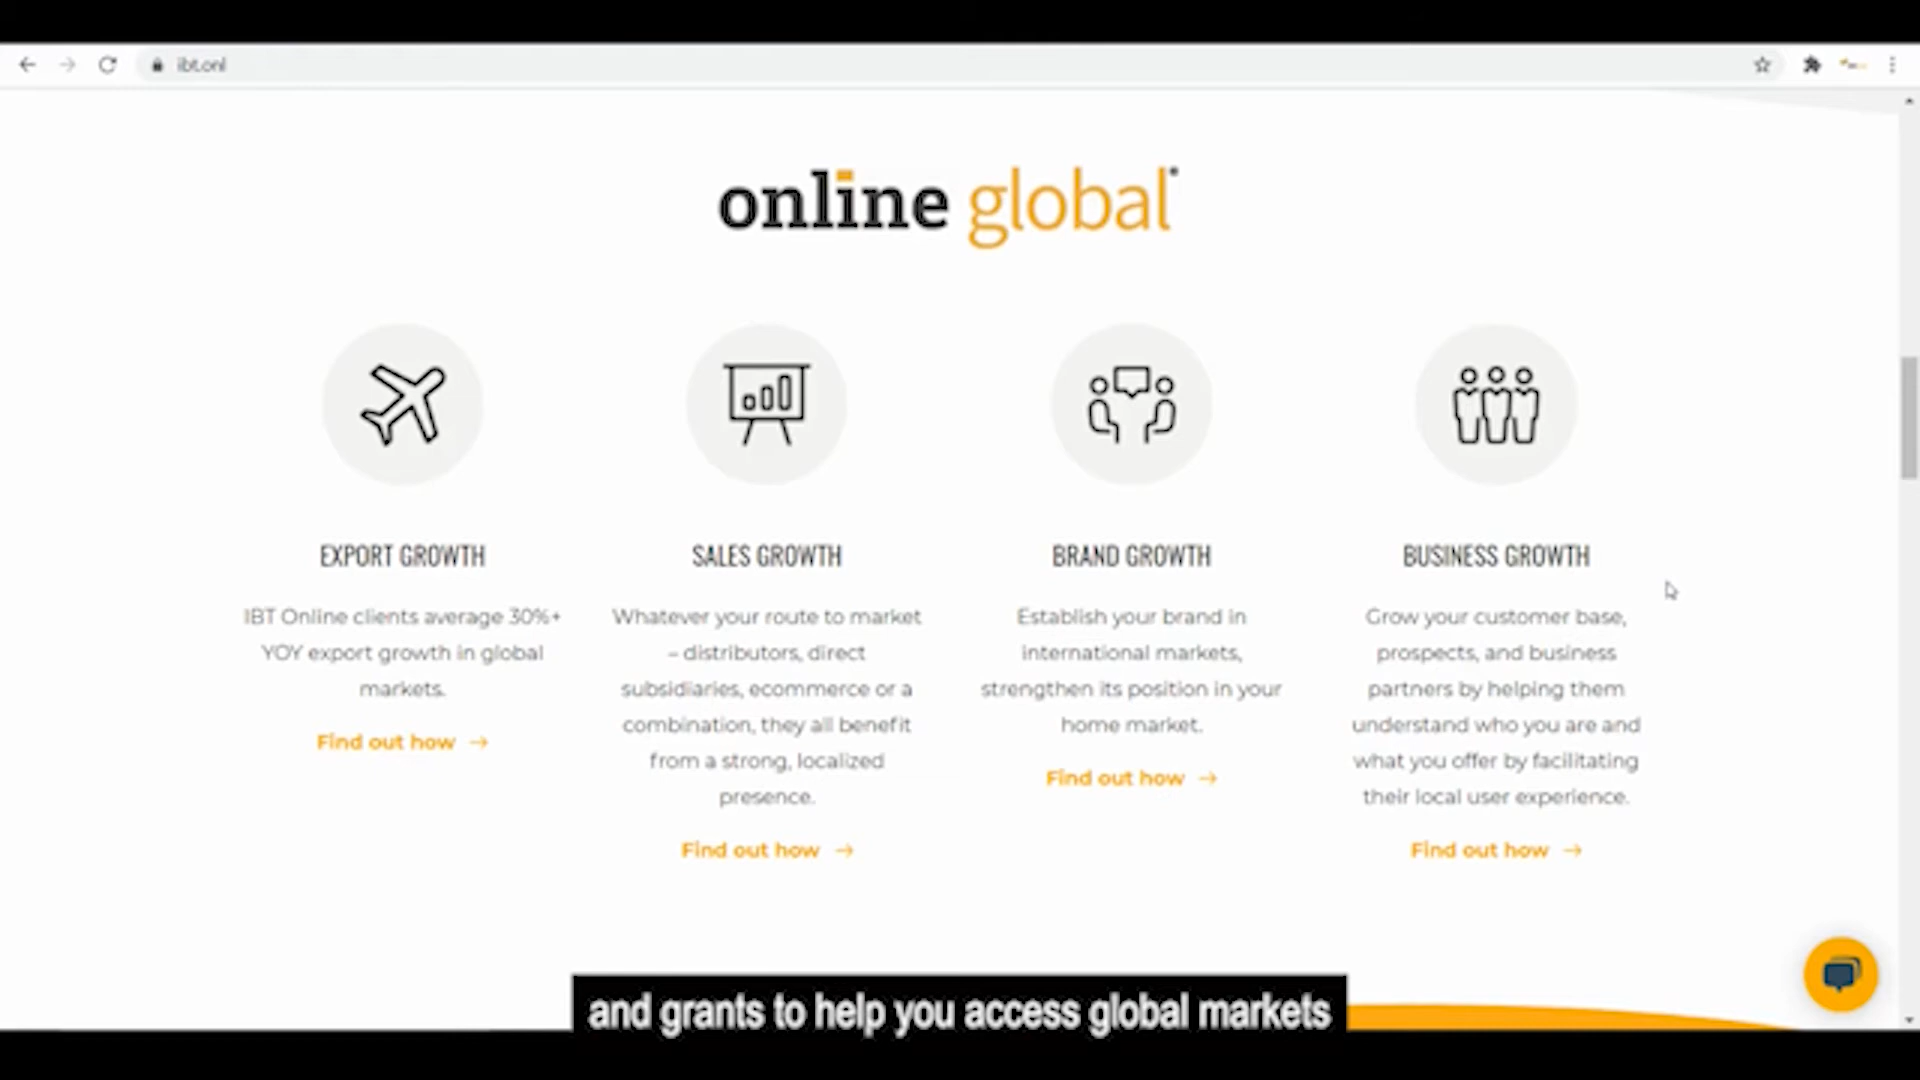 ibt.onl
online global
EXPORT GROWTH
IBT Online clients average 30%+
YOY export growth in global
markets.
Find out how →
SALES GROWTH
Whatever your route to market
– distributors, direct
subsidiaries, ecommerce or a
combination, they all benefit
from a strong, localized
presence.
Find out how →
BRAND GROWTH
Establish your brand in
international markets,
strengthen its position in your
home market.
Find out how →
BUSINESS GROWTH
Grow your customer base,
prospects, and business
partners by helping them
understand who you are and
what you offer by facilitating
their local user experience.
Find out how →
and grants to help you access global markets